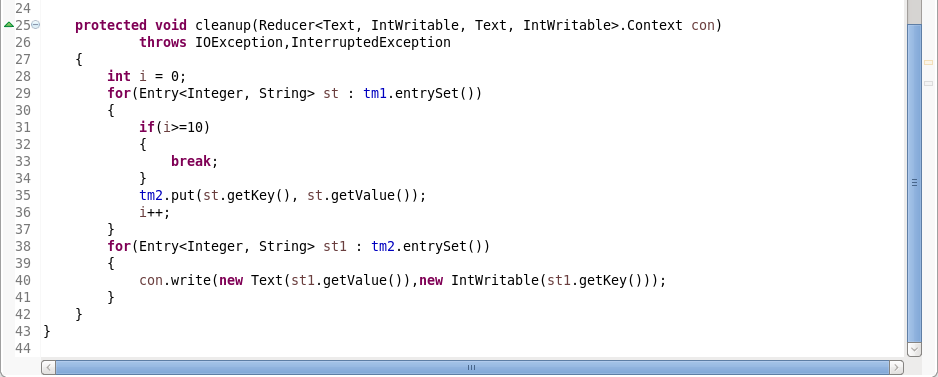 24
25 protected void cleanup(Reducer<Text, IntWritable, Text, IntWritable>.Context con)
26 throws IOException,InterruptedException
27 {
28 int i = 0;
29 for(Entry<Integer, String> st : tm1.entrySet())
30 {
31 if(i>=10)
32 {
33 break;
34 }
35 tm2.put(st.getKey(), st.getValue());
36 i++;
37 }
38 for(Entry<Integer, String> st1 : tm2.entrySet())
39 {
40 con.write(new Text(st1.getValue()),new IntWritable(st1.getKey()));
41 }
42 }
43 }
44